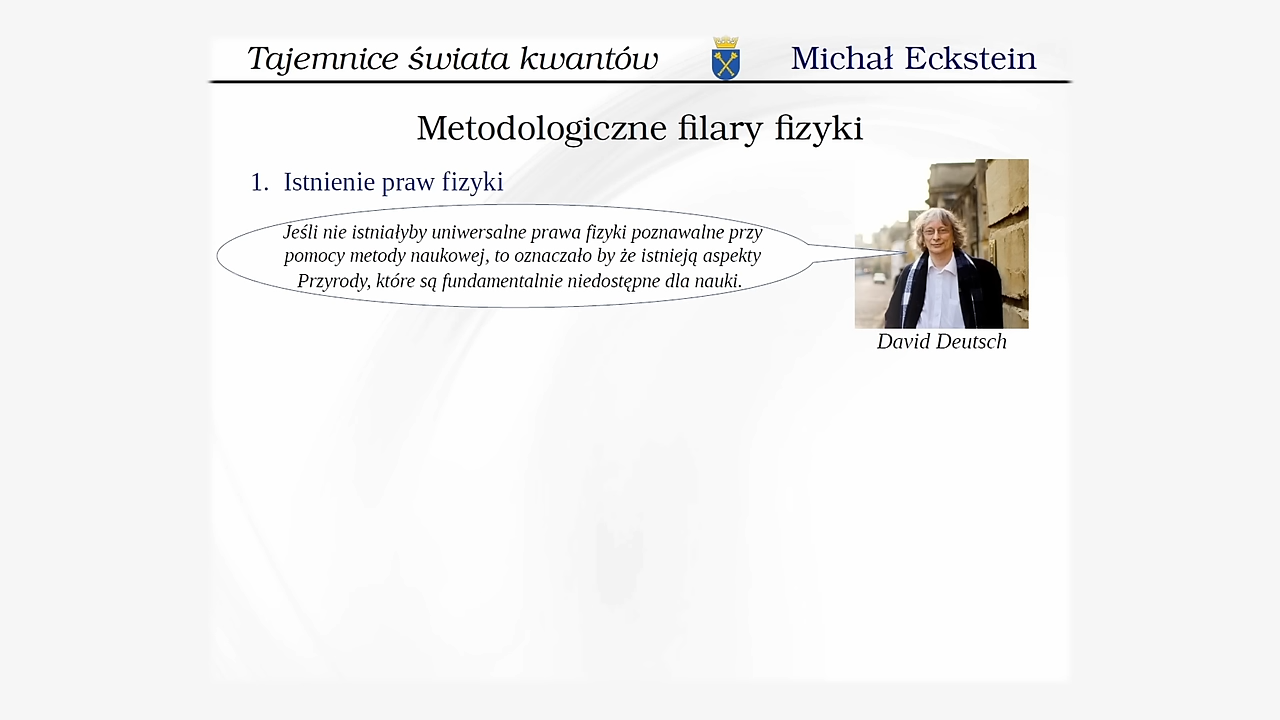 Tajemnice świata kwantów
Michał Eckstein
Metodologiczne filary fizyki
1. Istnienie praw fizyki
Jeśli nie istniałyby uniwersalne prawa fizyki poznawalne przy
pomocy metody naukowej, to oznaczało by że istnieją aspekty
Przyrody, które są fundamentalnie niedostępne dla nauki.
David Deutsch